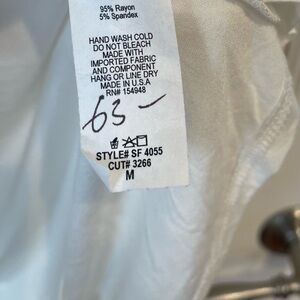 95% Rayon
5% Spandex
HAND WASH COLD
DO NOT BLEACH
MADE WITH
IMPORTED FABRIC
AND COMPONENT
HANG OR LINE DRY
MADE IN U.S.A
RN# 154948
63-
STYLE# SF 4055
CUT# 3266
M